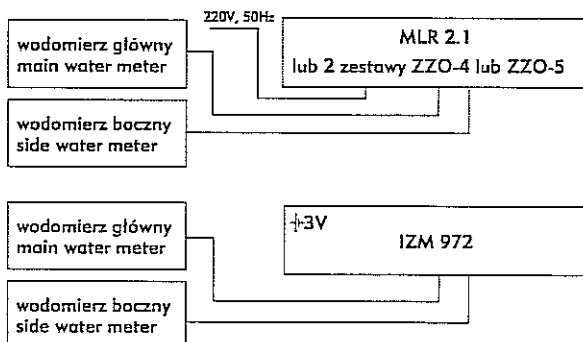 220V, 50Hz
wodomierz główny
main water meter
MLR 2.1
lub 2 zestawy ZZO-4 lub ZZO-5
wodomierz boczny
side water meter
wodomierz główny
main water meter
3V
IZM 972
wodomierz boczny
side water meter